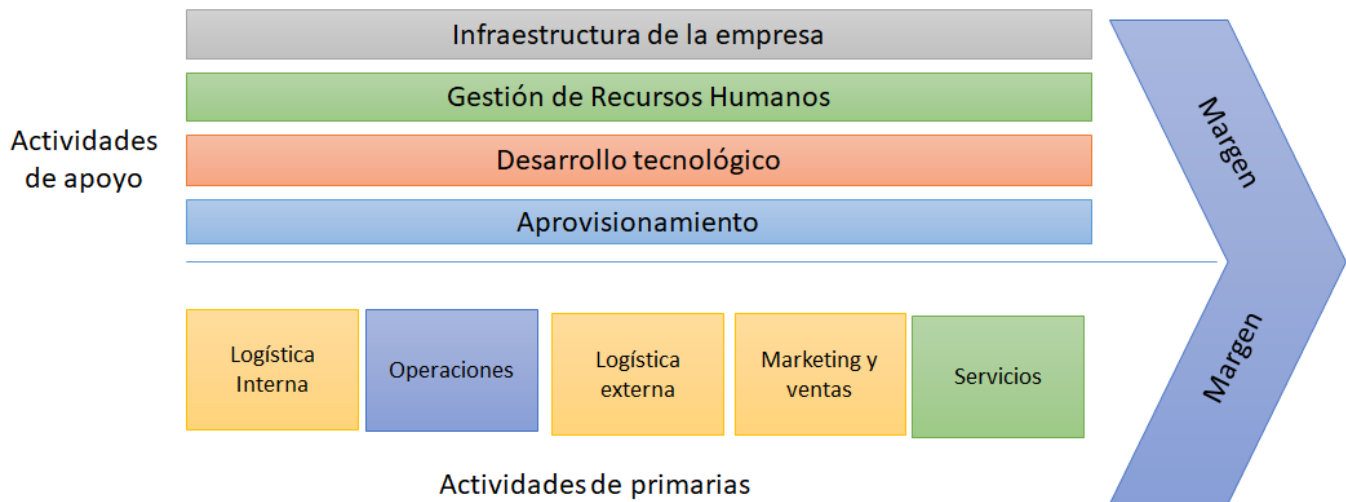 Infraestructura de la empresa
Gestión de Recursos Humanos
Desarrollo tecnológico
Aprovisionamiento
Actividades
de apoyo
Margen
Margen
Logística
Interna
Operaciones
Logística
externa
Marketing y
ventas
Servicios
Actividades de primarias